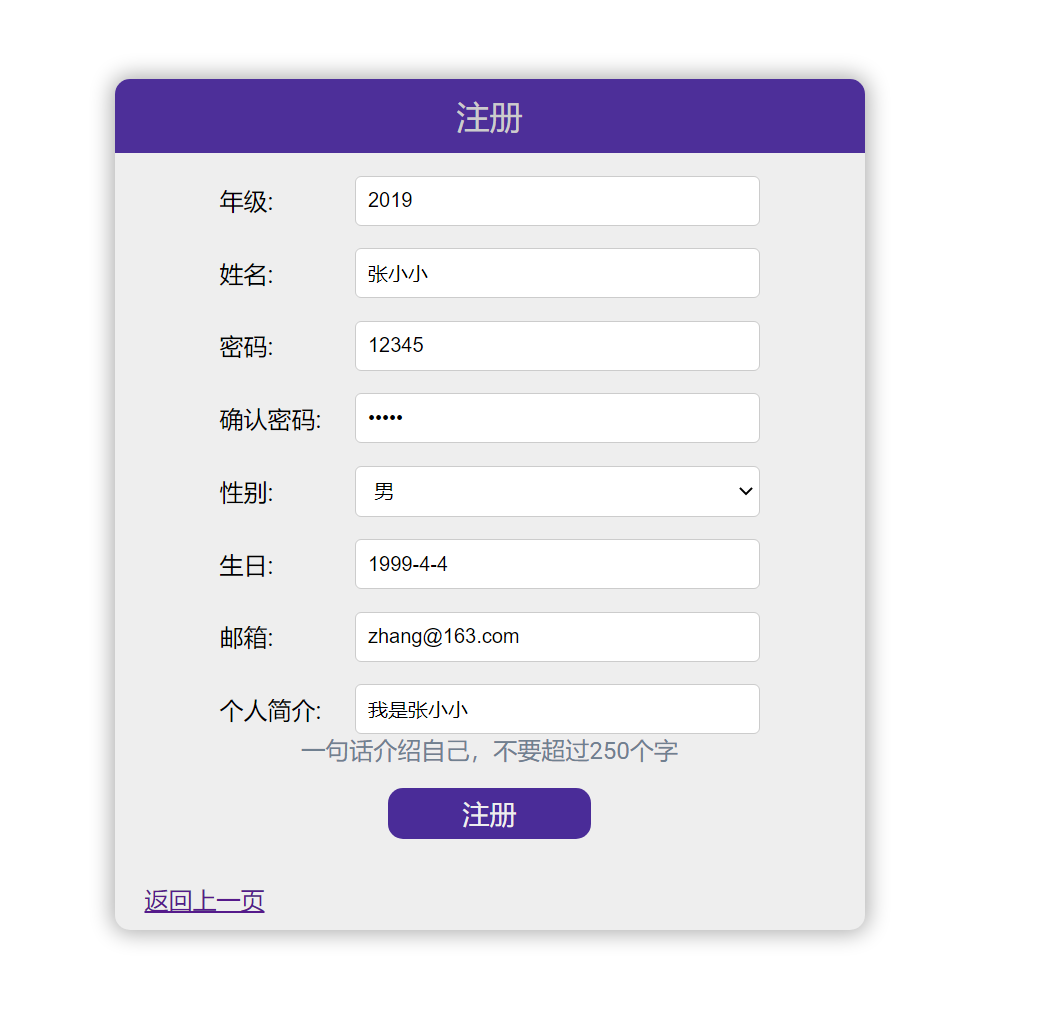 注册
年级: 2019
姓名: 张小小
密码: 12345
确认密码: •••••
性别: 男
生日: 1999-4-4
邮箱: zhang@163.com
个人简介: 我是张小小
一句话介绍自己，不要超过250个字
注册
返回上一页